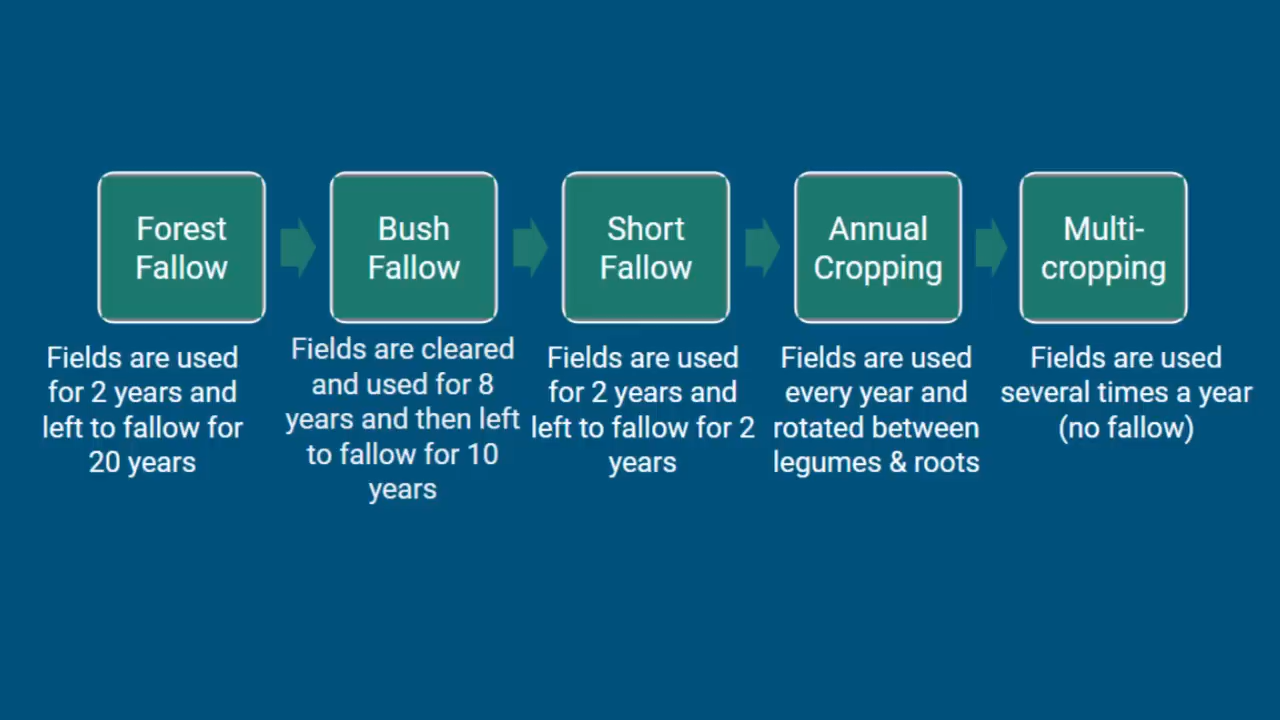 Forest
Fallow
Bush
Fallow
Short
Fallow
Annual
Cropping
Multi-
cropping
Fields are used
for 2 years and
left to fallow for
20 years
Fields are cleared
and used for 8
years and then left
to fallow for 10
years
Fields are used
for 2 years and
left to fallow for 2
years
Fields are used
every year and
rotated between
legumes & roots
Fields are used
several times a year
(no fallow)